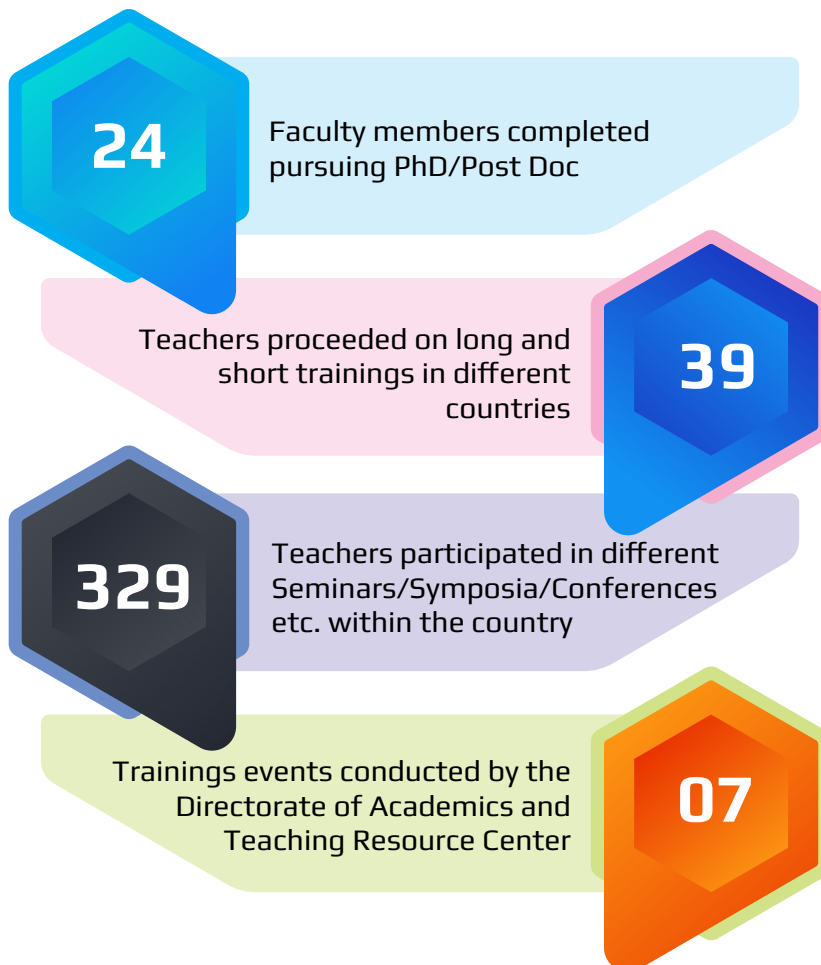 24
Faculty members completed
pursuing PhD/Post Doc
Teachers proceeded on long and
short trainings in different
countries
39
329
Teachers participated in different
Seminars/Symposia/Conferences
etc. within the country
Trainings events conducted by the
Directorate of Academics and
Teaching Resource Center
07